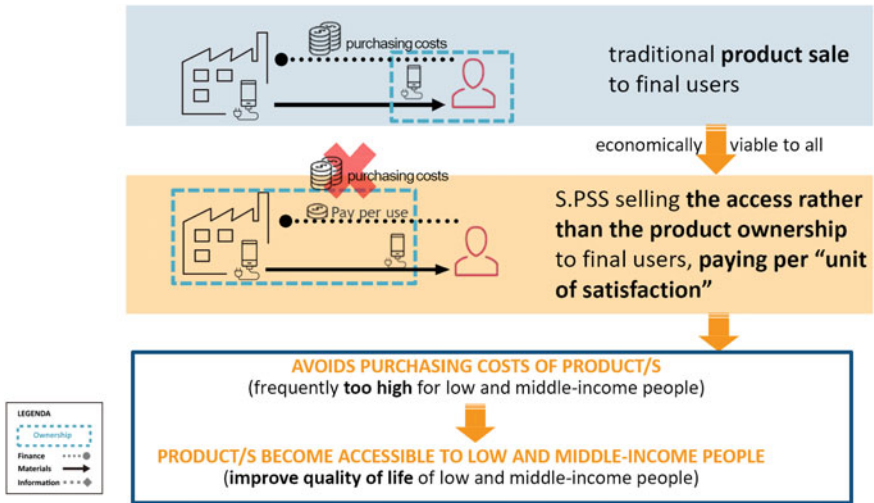 purchasing costs
traditional product sale
to final users
economically viable to all
purchasing costs
Pay per use
S.PSS selling the access rather
than the product ownership
to final users, paying per “unit
of satisfaction”
AVOIDS PURCHASING COSTS OF PRODUCT/S
(frequently too high for low and middle-income people)
PRODUCT/S BECOME ACCESSIBLE TO LOW AND MIDDLE-INCOME PEOPLE
(improve quality of life of low and middle-income people)
LEGENDA
Ownership
Finance
Materials
Information